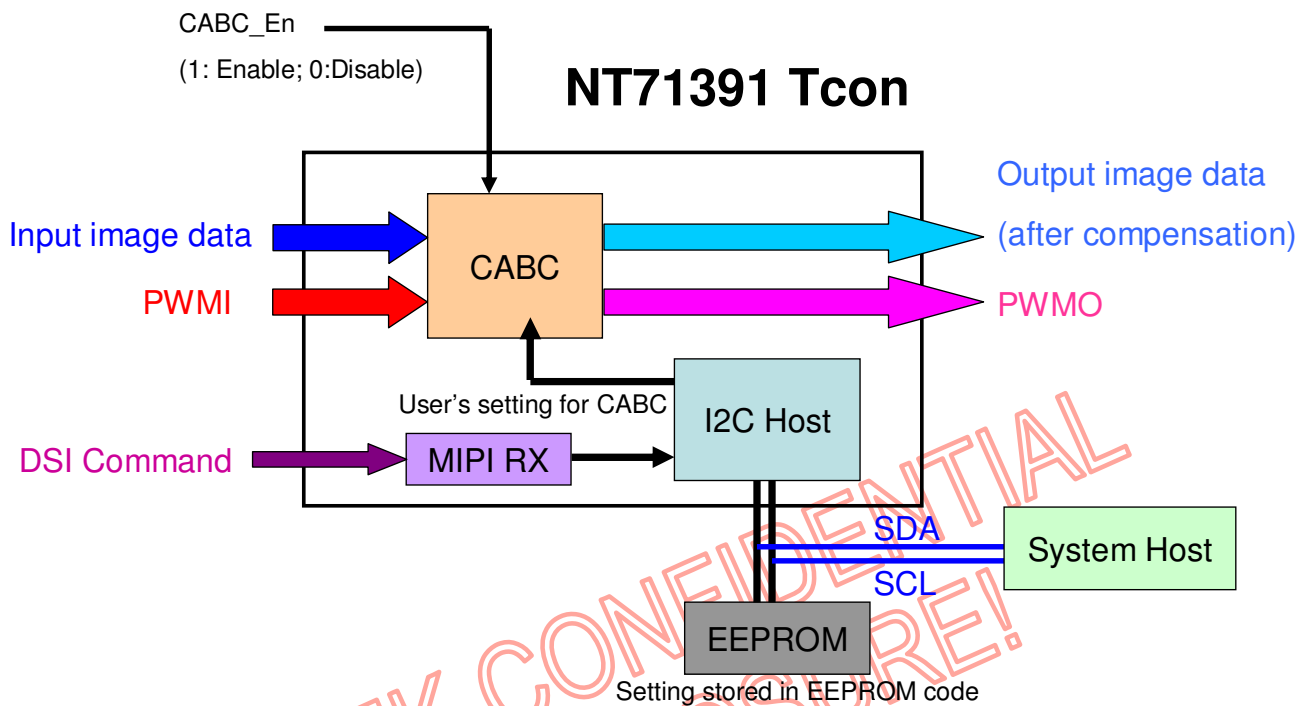 CABC_En
(1: Enable; 0:Disable)
NT71391 Tcon
Input image data
PWMI
CABC
Output image data
(after compensation)
PWMO
User's setting for CABC
I2C Host
DSI Command
MIPI RX
SDA
SCL
System Host
EEPROM
Setting stored in EEPROM code
CONFIDENTIAL